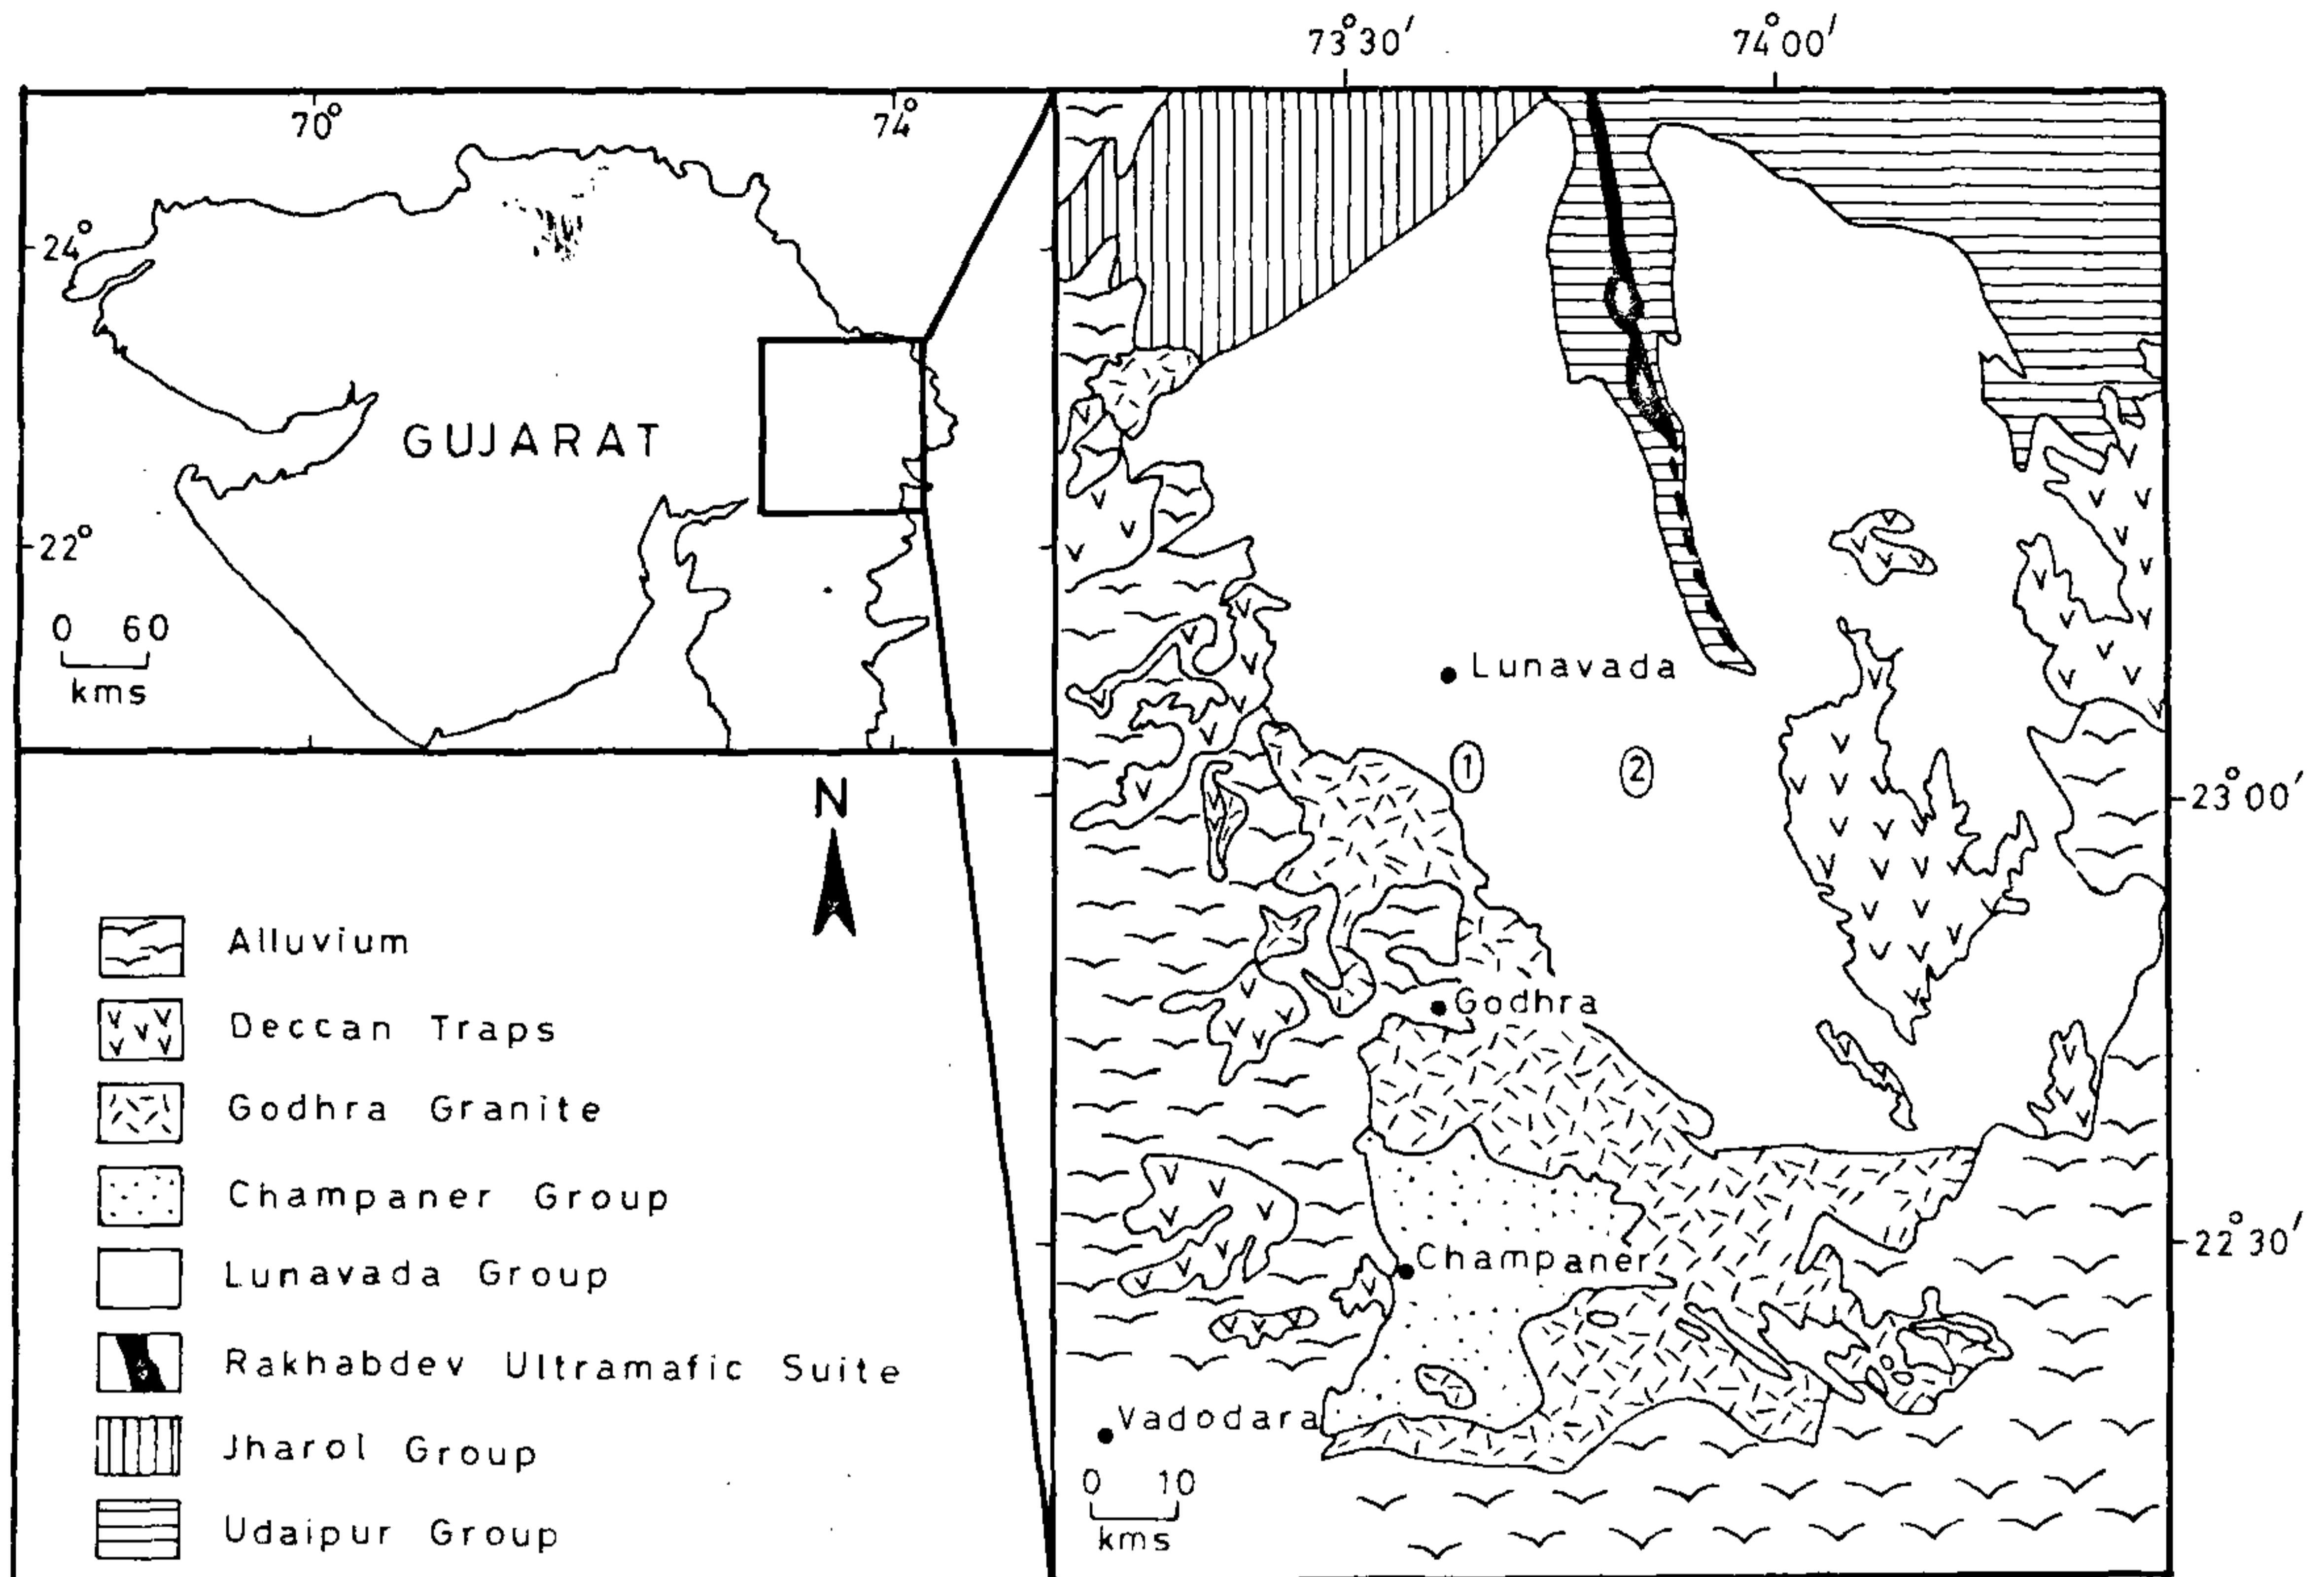 70°
74°
24°
22°
GUJARAT
0 60
kms
N
Alluvium
Deccan Traps
Godhra Granite
Champaner Group
Lunavada Group
Rakhabdev Ultramafic Suite
Jharol Group
Udaipur Group
73°30′
74°00′
Lunavada
1
2
23°00′
Godhra
22°30′
Champaner
Vadodara
0 10
kms